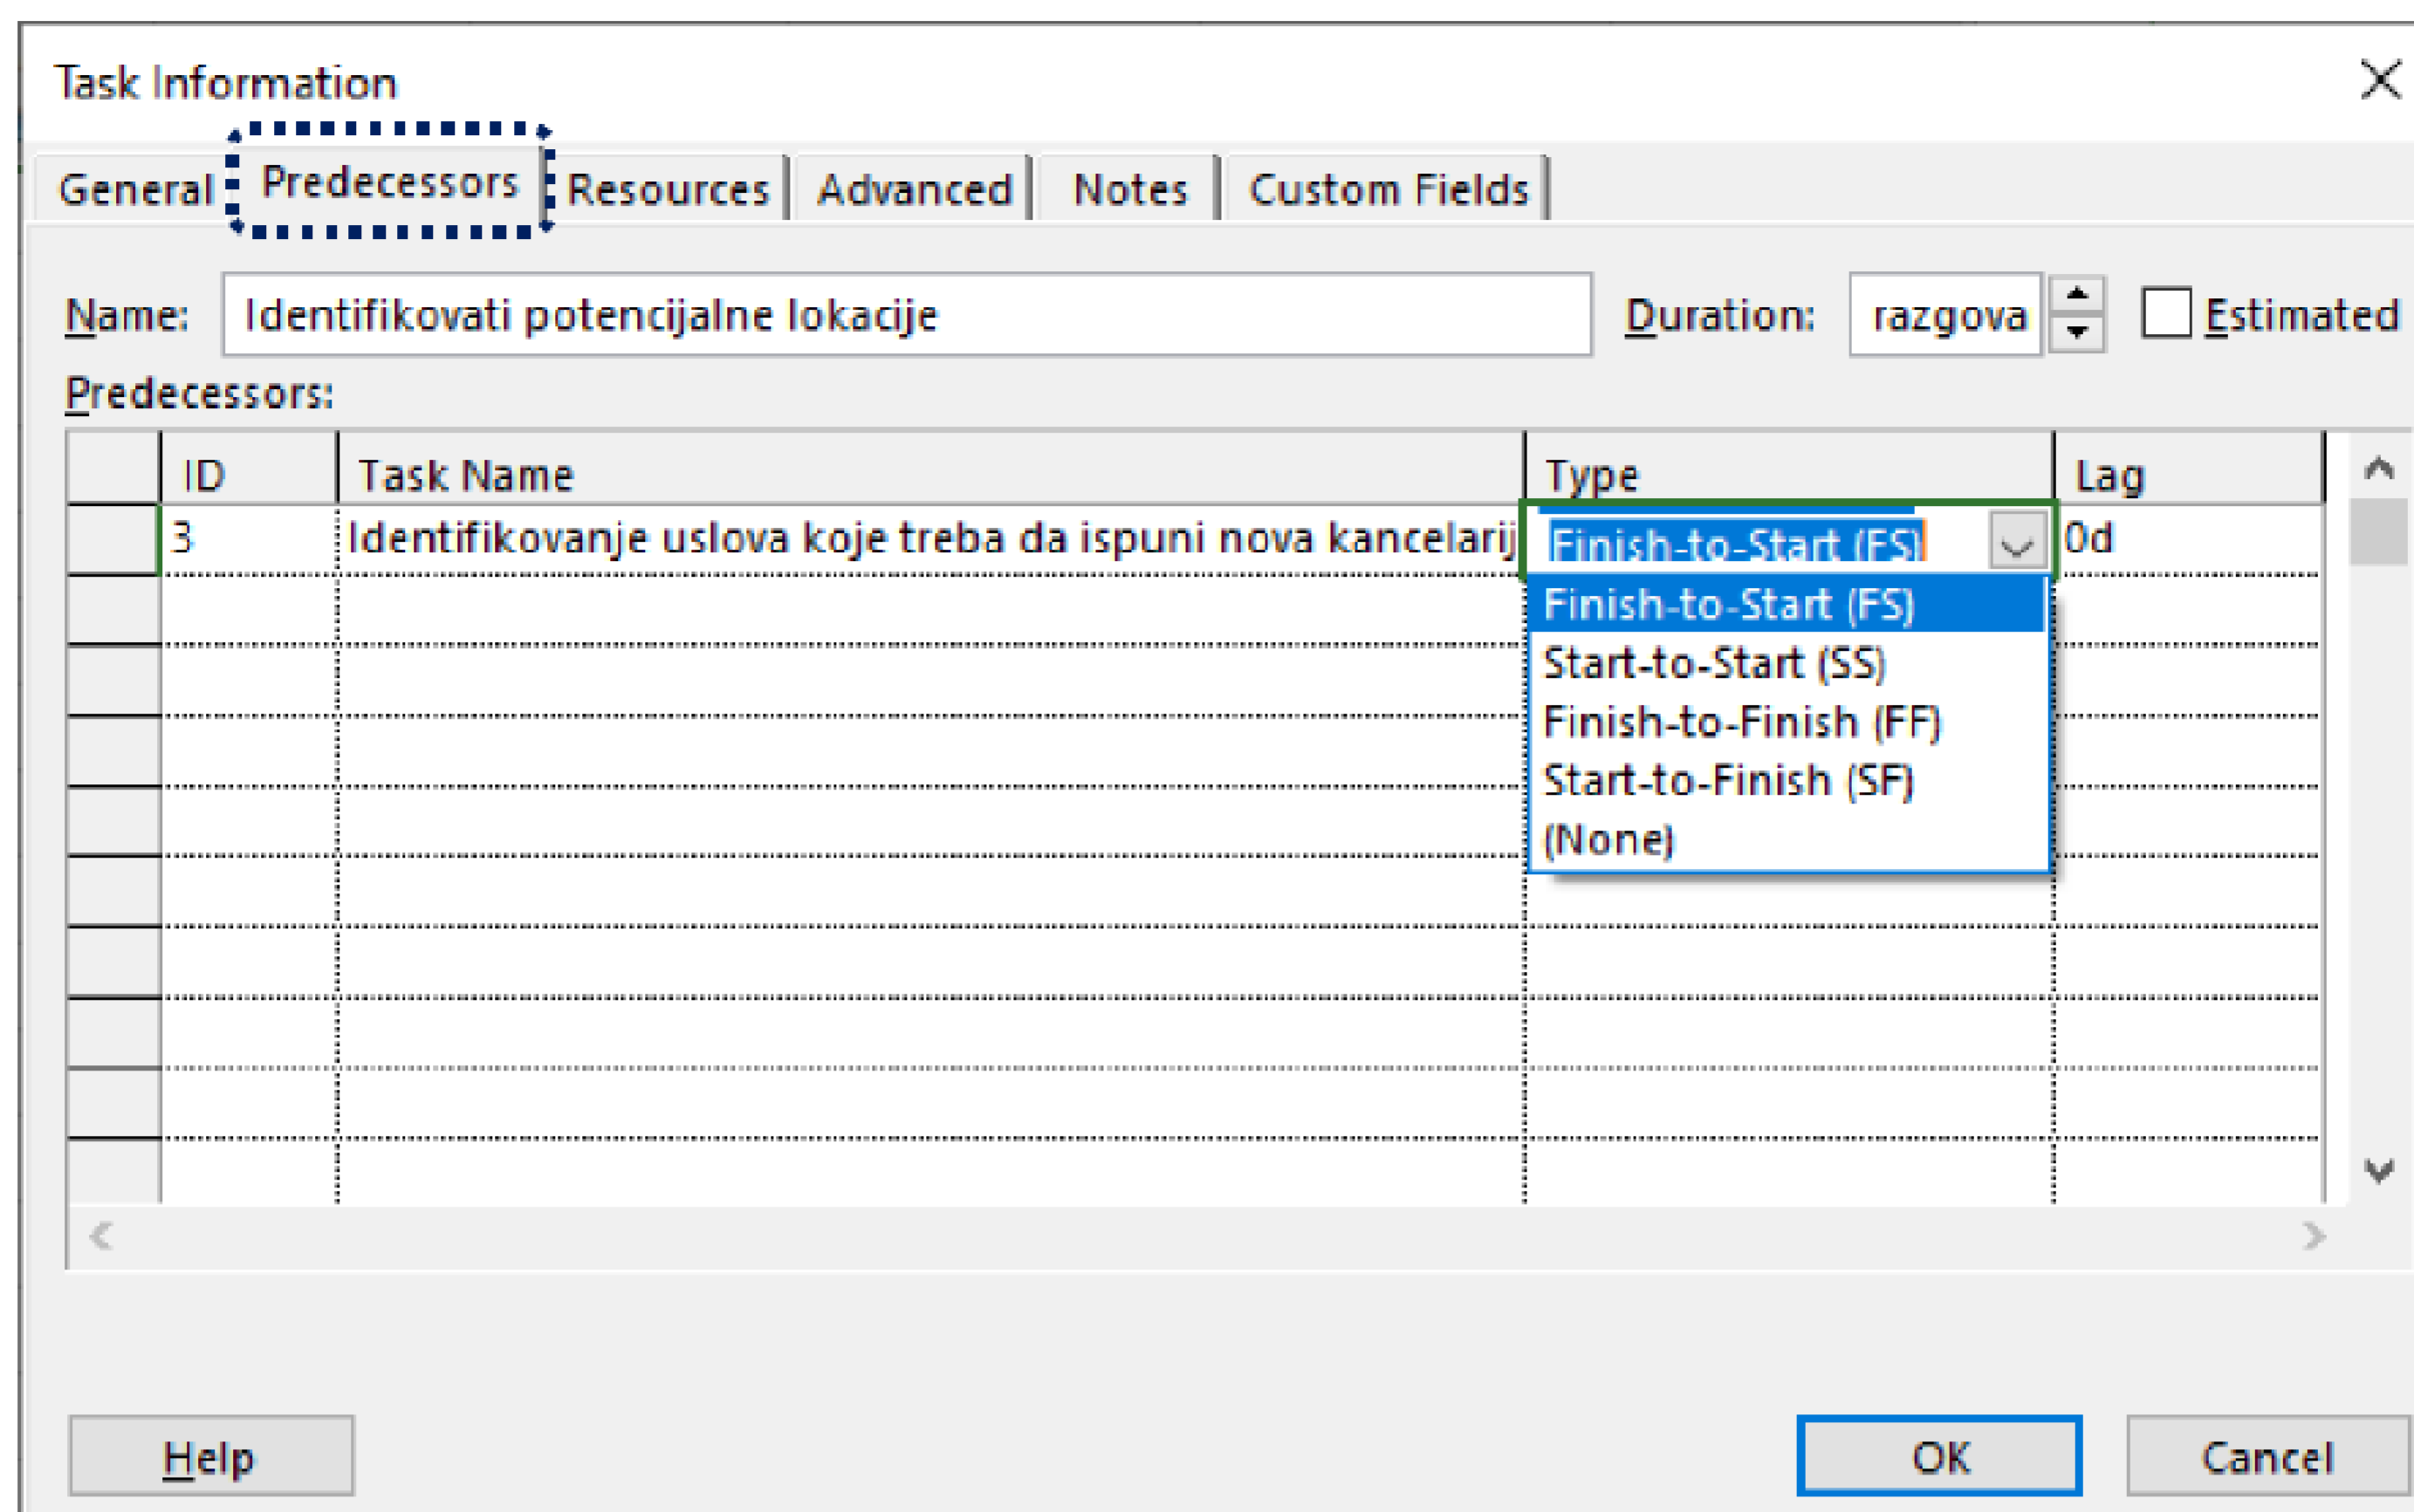 Task Information
General Predecessors Resources Advanced Notes Custom Fields
Name: Identifikovati potencijalne lokacije Duration: razgova Estimated
Predecessors:
ID Task Name Type Lag
3 Identifikovanje uslova koje treba da ispuni nova kancelarij Finish-to-Start (FS) 0d
Finish-to-Start (FS)
Start-to-Start (SS)
Finish-to-Finish (FF)
Start-to-Finish (SF)
(None)
Help OK Cancel